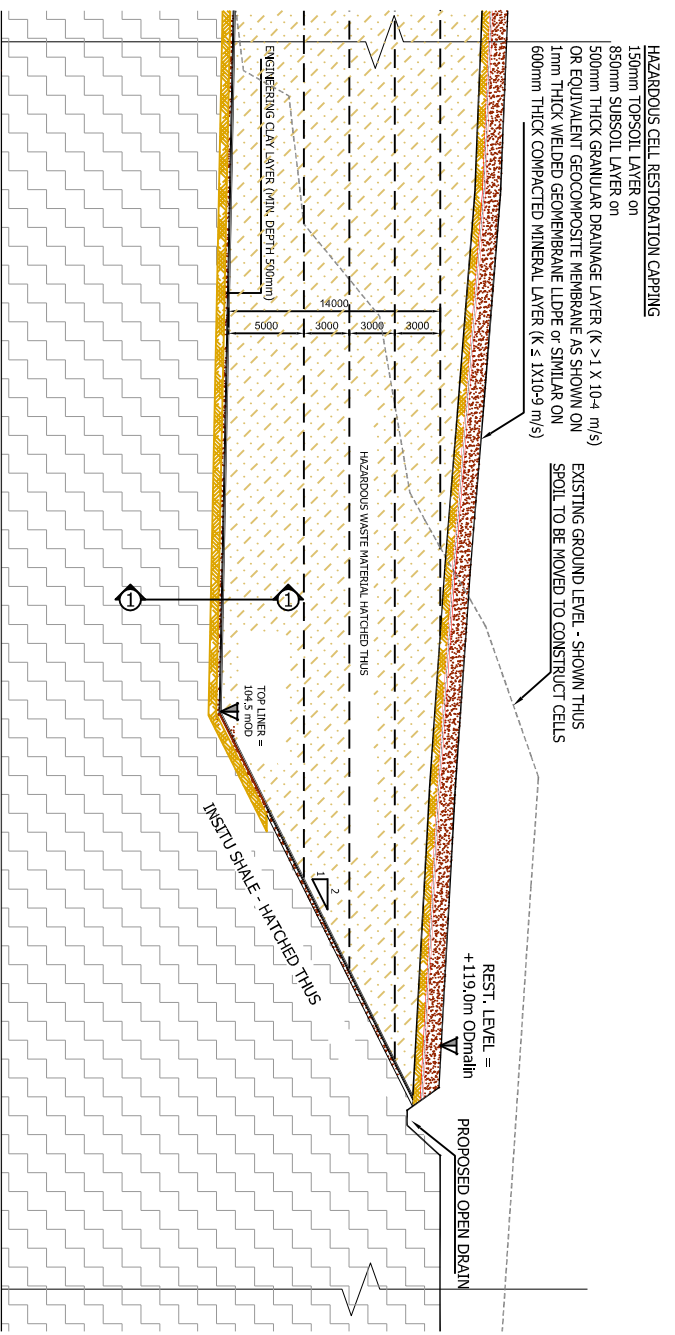 HAZARDOUS CELL RESTORATION CAPPING
150mm TOPSOIL LAYER on
850mm SUBSOIL LAYER on
500mm THICK GRANULAR DRAINAGE LAYER (K >1 X 10-4 m/s)
OR EQUIVALENT GEOCOMPOSITE MEMBRANE AS SHOWN ON
1mm THICK WELDED GEOMEMBRANE LLDPE or SIMILAR ON
600mm THICK COMPACTED MINERAL LAYER (K ≤ 1X10-9 m/s)
EXISTING GROUND LEVEL - SHOWN THUS
SPOIL TO BE MOVED TO CONSTRUCT CELLS
REST. LEVEL =
+119.0m ODmalin
PROPOSED OPEN DRAIN
HAZARDOUS WASTE MATERIAL HATCHED THUS
14000
5000
3000
3000
3000
ENGINEERING CLAY LAYER (MIN. DEPTH 500mm)
TOP LINER =
104.5 mOD
1
2
INSITU SHALE - HATCHED THUS
1
1